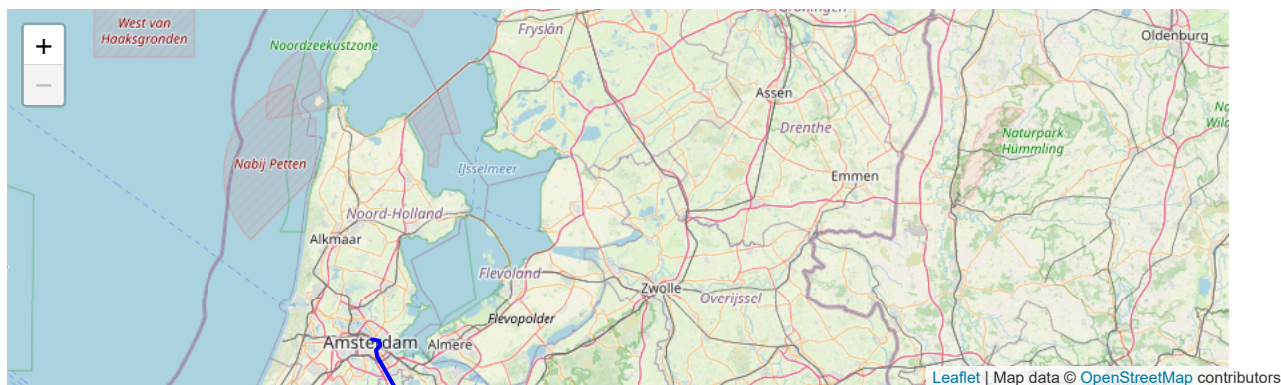 West van
Haaksgronden
Noordzeekustzone
Fryslân
Oldenburg
+
−
Assen
Drenthe
Naturpark
Hümmling
Nabij Petten
IJsselmeer
Emmen
Noord-Holland
Alkmaar
Flevoland
Zwolle
Overijssel
Flevopolder
Amsterdam
Almere
Leaflet | Map data © OpenStreetMap contributors